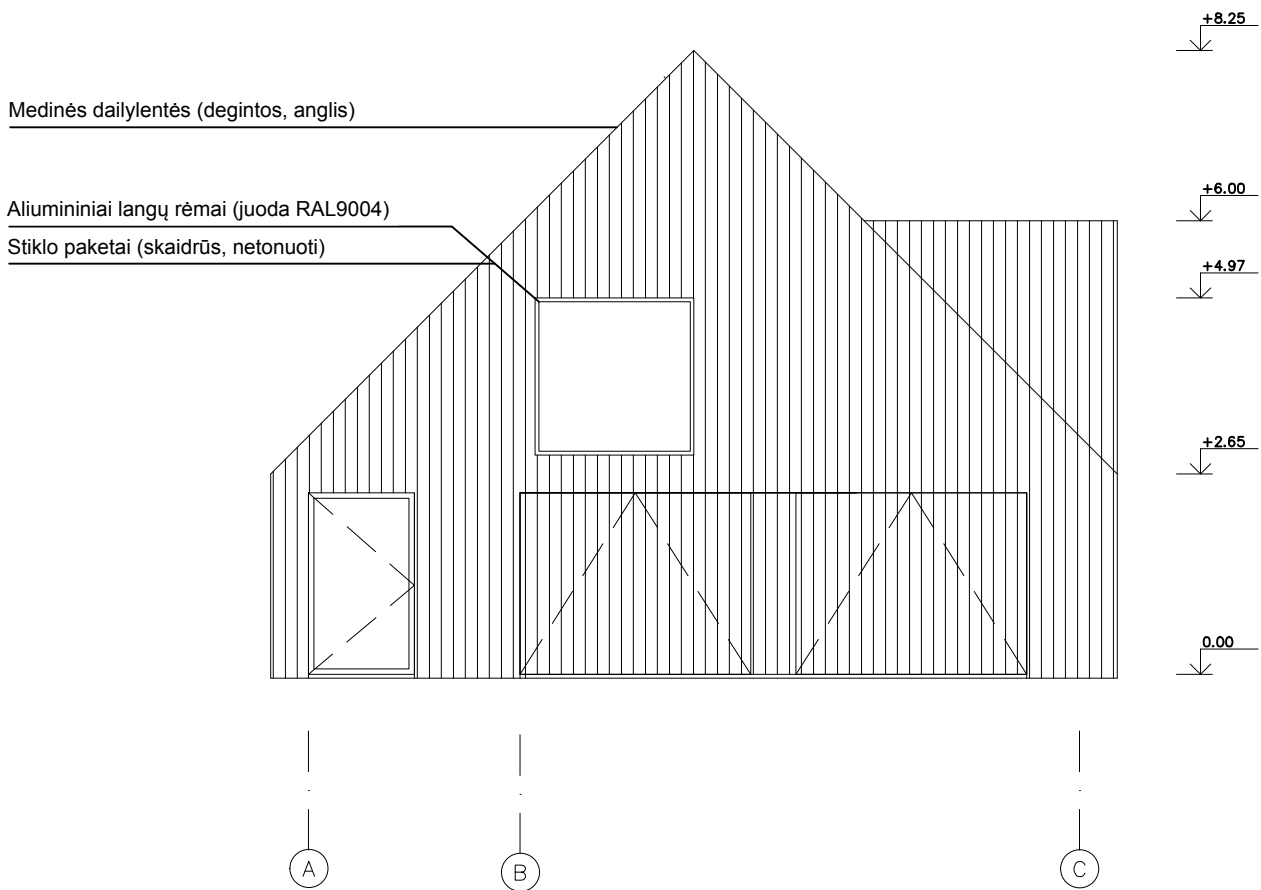 +8.25
Medinės dailylentės (degintos, anglis)
+6.00
Aliumininiai langų rėmai (juoda RAL9004)
Stiklo paketai (skaidrūs, netonuoti)
+4.97
+2.65
0.00
A
B
C